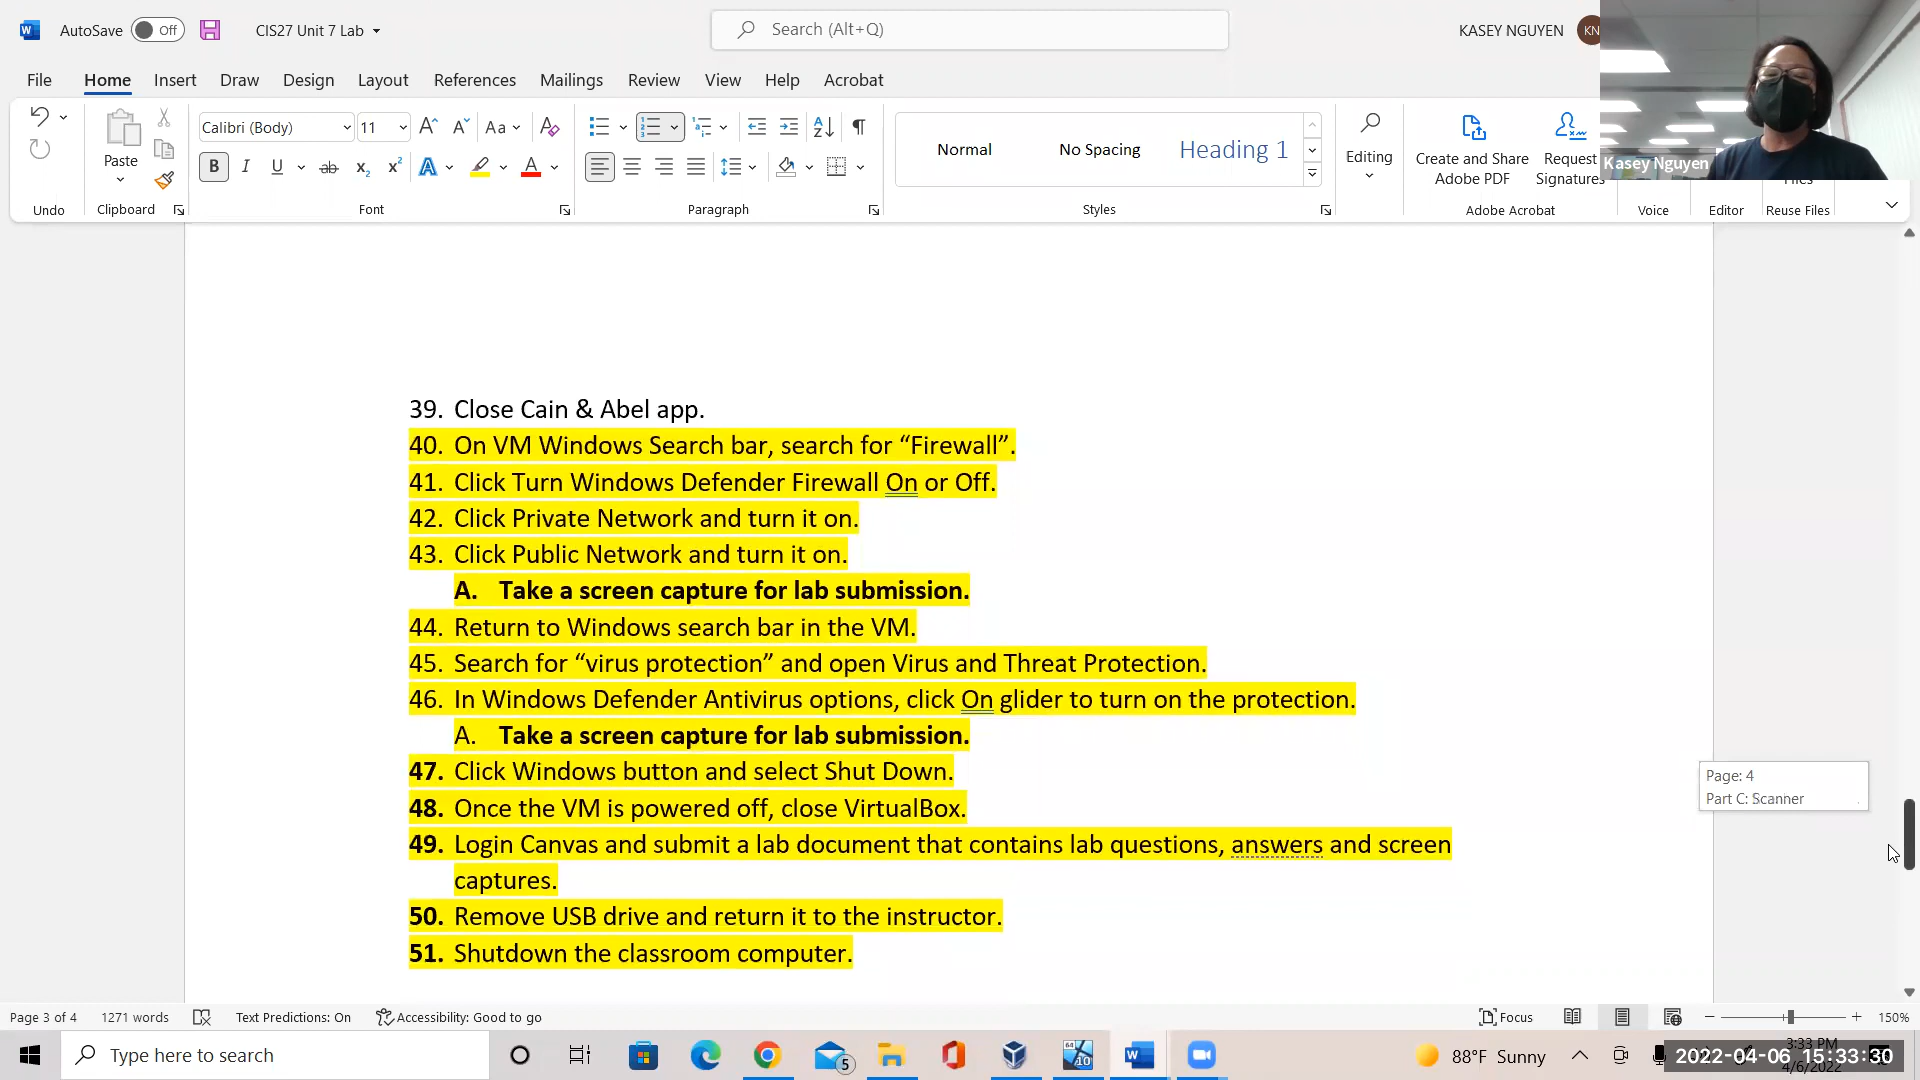 AutoSave Off CIS27 Unit 7 Lab Search (Alt+Q) KASEY NGUYEN KN
File Home Insert Draw Design Layout References Mailings Review View Help Acrobat
Calibri (Body) 11 Aa
Paste
Normal No Spacing Heading 1
Editing
Create and Share Adobe PDF
Request Signatures
Kasey Nguyen
Undo Clipboard Font Paragraph Styles Adobe Acrobat Voice Editor Reuse Files
39. Close Cain & Abel app.
40. On VM Windows Search bar, search for “Firewall”.
41. Click Turn Windows Defender Firewall On or Off.
42. Click Private Network and turn it on.
43. Click Public Network and turn it on.
A. Take a screen capture for lab submission.
44. Return to Windows search bar in the VM.
45. Search for “virus protection” and open Virus and Threat Protection.
46. In Windows Defender Antivirus options, click On glider to turn on the protection.
A. Take a screen capture for lab submission.
47. Click Windows button and select Shut Down.
48. Once the VM is powered off, close VirtualBox.
49. Login Canvas and submit a lab document that contains lab questions, answers and screen
captures.
50. Remove USB drive and return it to the instructor.
51. Shutdown the classroom computer.
Page: 4
Part C: Scanner
Page 3 of 4 1271 words Text Predictions: On Accessibility: Good to go Focus 150%
Type here to search 5 88°F Sunny 3:33 PM
2022-04-06 15:33:30
4/6/2022